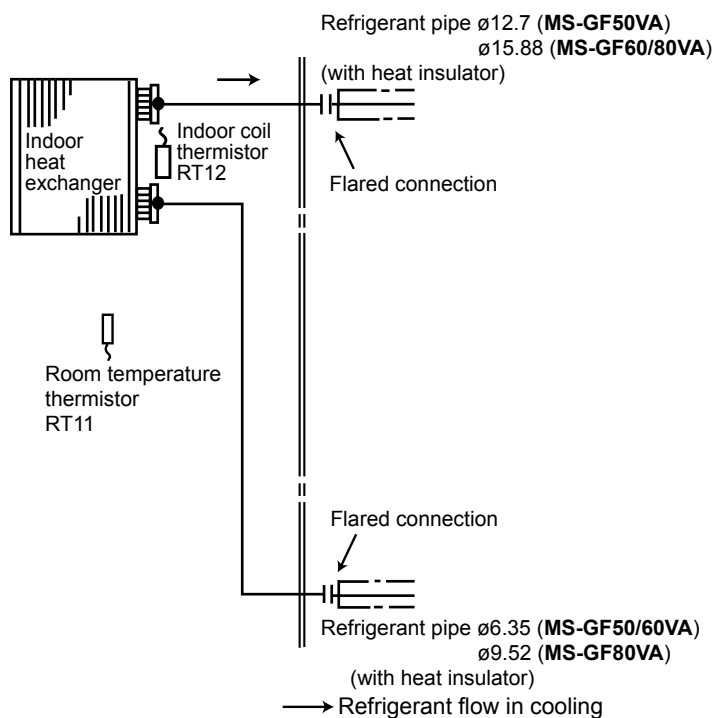 Refrigerant pipe ø12.7 (MS-GF50VA)
ø15.88 (MS-GF60/80VA)
(with heat insulator)
Flared connection
Indoor
heat
exchanger
Indoor coil
thermistor
RT12
Room temperature
thermistor
RT11
Flared connection
Refrigerant pipe ø6.35 (MS-GF50/60VA)
ø9.52 (MS-GF80VA)
(with heat insulator)
Refrigerant flow in cooling